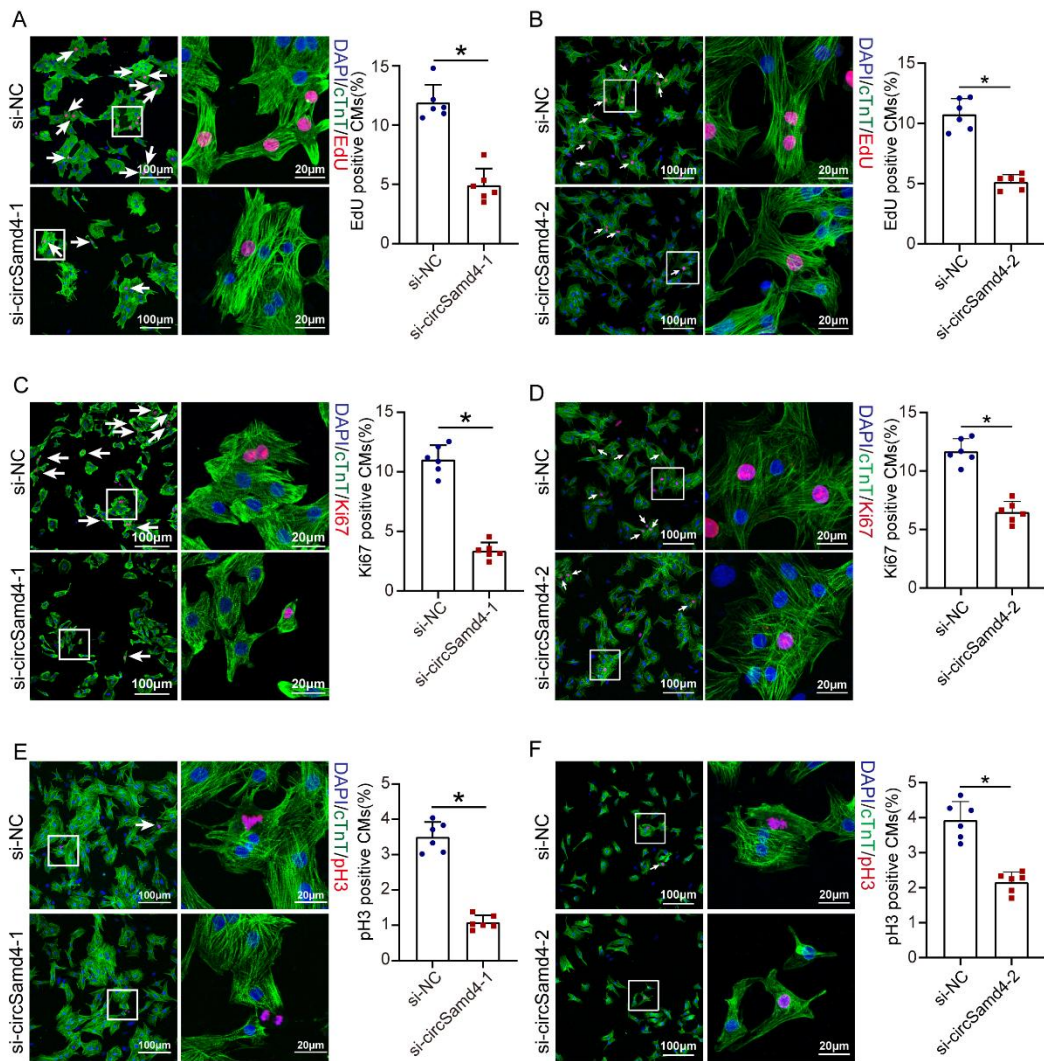 A
si-NC
100μm
20μm
si-circSamd4-1
100μm
20μm
DAPI/cTnT/EdU
EdU positive CMs(%)
15
10
5
0
*
si-NC
si-circSamd4-1
B
si-NC
100μm
20μm
si-circSamd4-2
100μm
20μm
DAPI/cTnT/EdU
EdU positive CMs(%)
15
10
5
0
*
si-NC
si-circSamd4-2
C
si-NC
100μm
20μm
si-circSamd4-1
100μm
20μm
DAPI/cTnT/Ki67
Ki67 positive CMs(%)
15
10
5
0
*
si-NC
si-circSamd4-1
D
si-NC
100μm
20μm
si-circSamd4-2
100μm
20μm
DAPI/cTnT/Ki67
Ki67 positive CMs(%)
15
10
5
0
*
si-NC
si-circSamd4-2
E
si-NC
100μm
20μm
si-circSamd4-1
100μm
20μm
DAPI/cTnT/pH3
pH3 positive CMs(%)
5
4
3
2
1
0
*
si-NC
si-circSamd4-1
F
si-NC
100μm
20μm
si-circSamd4-2
100μm
20μm
DAPI/cTnT/pH3
pH3 positive CMs(%)
5
4
3
2
1
0
*
si-NC
si-circSamd4-2